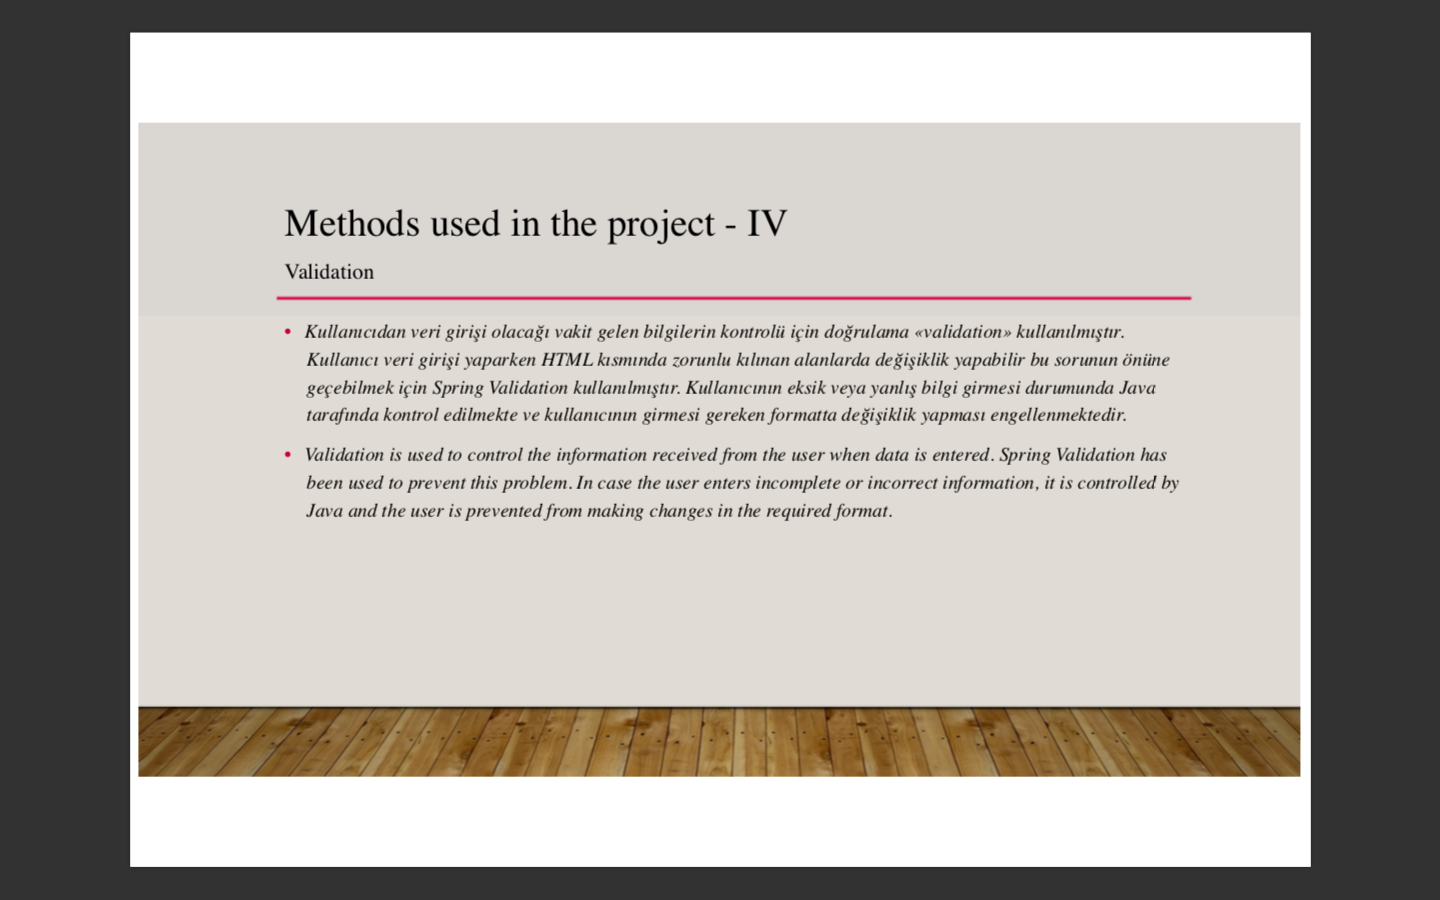 Methods used in the project - IV
Validation
• Kullanıcıdan veri girişi olacağı vakit gelen bilgilerin kontrolü için doğrulama «validation» kullanılmıştır.
Kullanıcı veri girişi yaparken HTML kısmında zorunlu kılınan alanlarda değişiklik yapabilir bu sorunun önüne
geçebilmek için Spring Validation kullanılmıştır. Kullanıcının eksik veya yanlış bilgi girmesi durumunda Java
tarafında kontrol edilmekte ve kullanıcının girmesi gereken formatta değişiklik yapması engellenmektedir.
• Validation is used to control the information received from the user when data is entered. Spring Validation has
been used to prevent this problem. In case the user enters incomplete or incorrect information, it is controlled by
Java and the user is prevented from making changes in the required format.